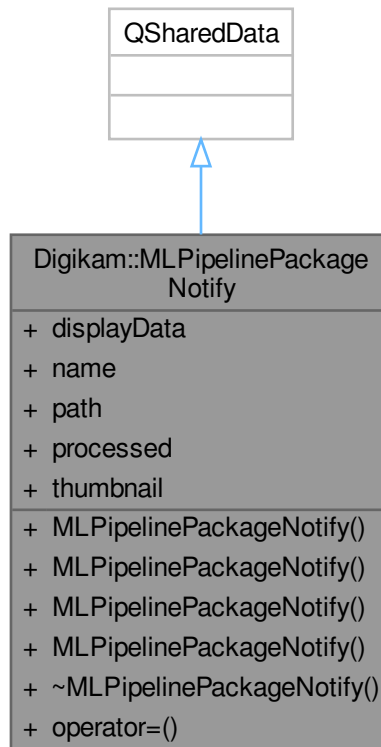 QSharedData
Digikam::MLPipelinePackage
Notify
+ displayData
+ name
+ path
+ processed
+ thumbnail
+ MLPipelinePackageNotify()
+ MLPipelinePackageNotify()
+ MLPipelinePackageNotify()
+ MLPipelinePackageNotify()
+ ~MLPipelinePackageNotify()
+ operator=()